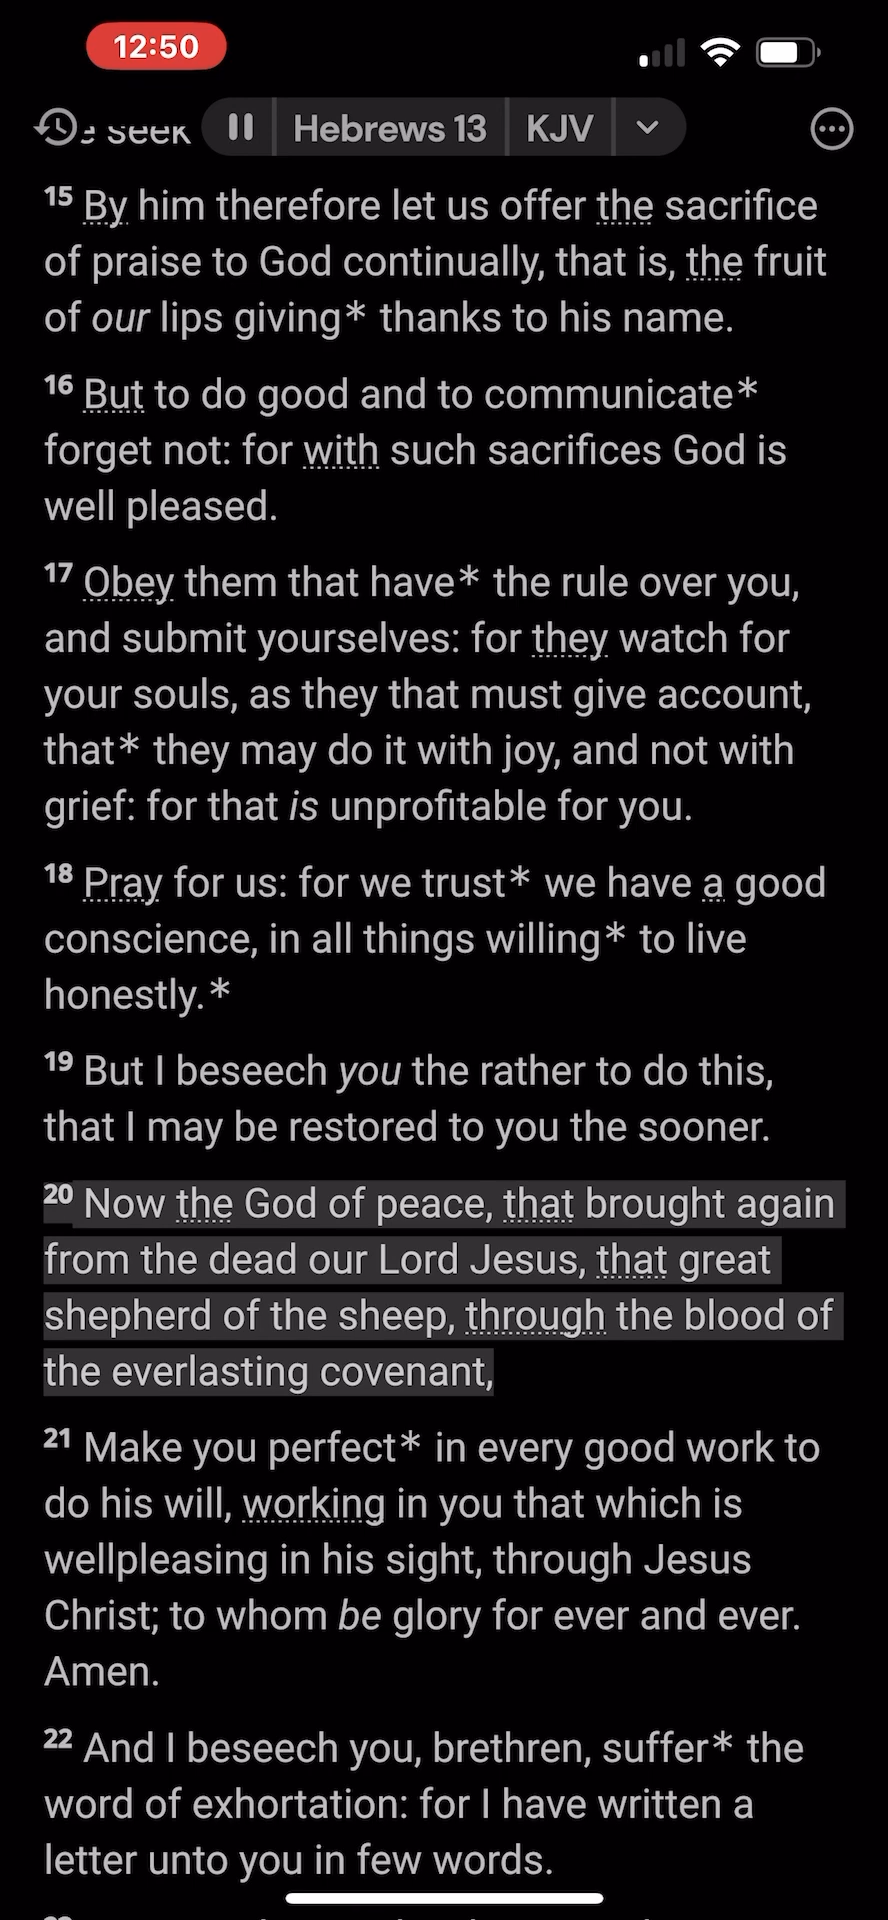 12:50
e seek
Hebrews 13 KJV
15 By him therefore let us offer the sacrifice
of praise to God continually, that is, the fruit
of our lips giving* thanks to his name.
16 But to do good and to communicate*
forget not: for with such sacrifices God is
well pleased.
17 Obey them that have* the rule over you,
and submit yourselves: for they watch for
your souls, as they that must give account,
that* they may do it with joy, and not with
grief: for that is unprofitable for you.
18 Pray for us: for we trust* we have a good
conscience, in all things willing* to live
honestly.*
19 But I beseech you the rather to do this,
that I may be restored to you the sooner.
20 Now the God of peace, that brought again
from the dead our Lord Jesus, that great
shepherd of the sheep, through the blood of
the everlasting covenant,
21 Make you perfect* in every good work to
do his will, working in you that which is
wellpleasing in his sight, through Jesus
Christ; to whom be glory for ever and ever.
Amen.
22 And I beseech you, brethren, suffer* the
word of exhortation: for I have written a
letter unto you in few words.